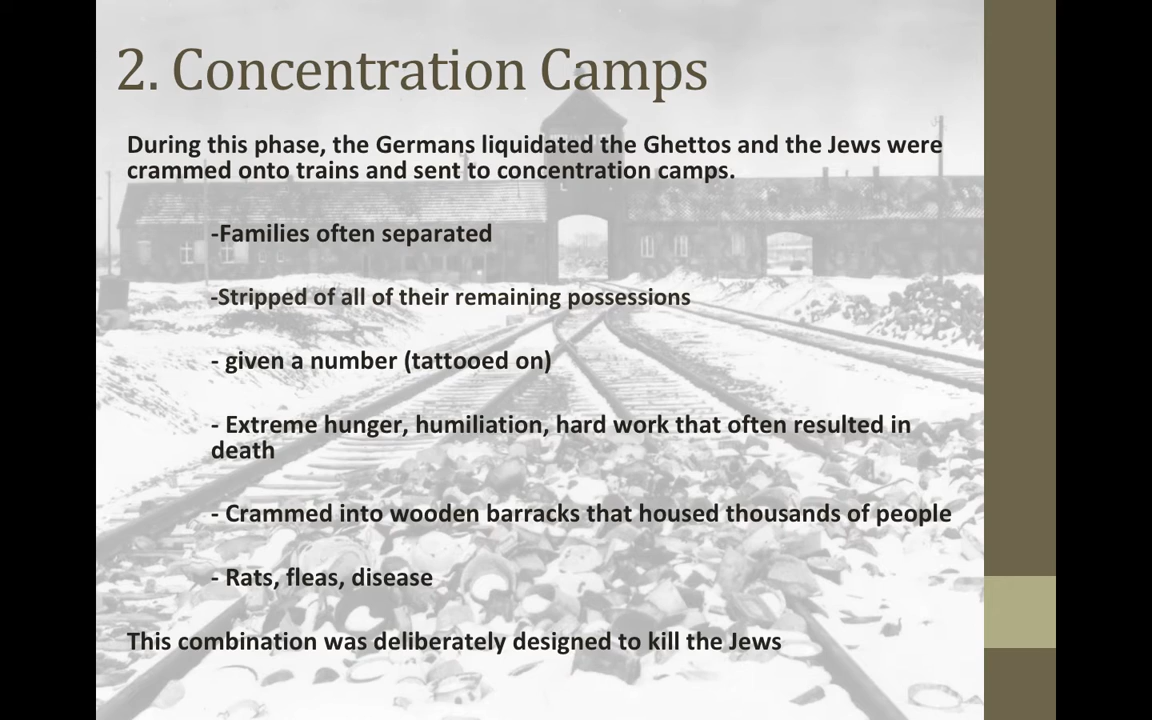 2. Concentration Camps
During this phase, the Germans liquidated the Ghettos and the Jews were
crammed onto trains and sent to concentration camps.
-Families often separated
-Stripped of all of their remaining possessions
- given a number (tattooed on)
- Extreme hunger, humiliation, hard work that often resulted in
death
- Crammed into wooden barracks that housed thousands of people
- Rats, fleas, disease
This combination was deliberately designed to kill the Jews